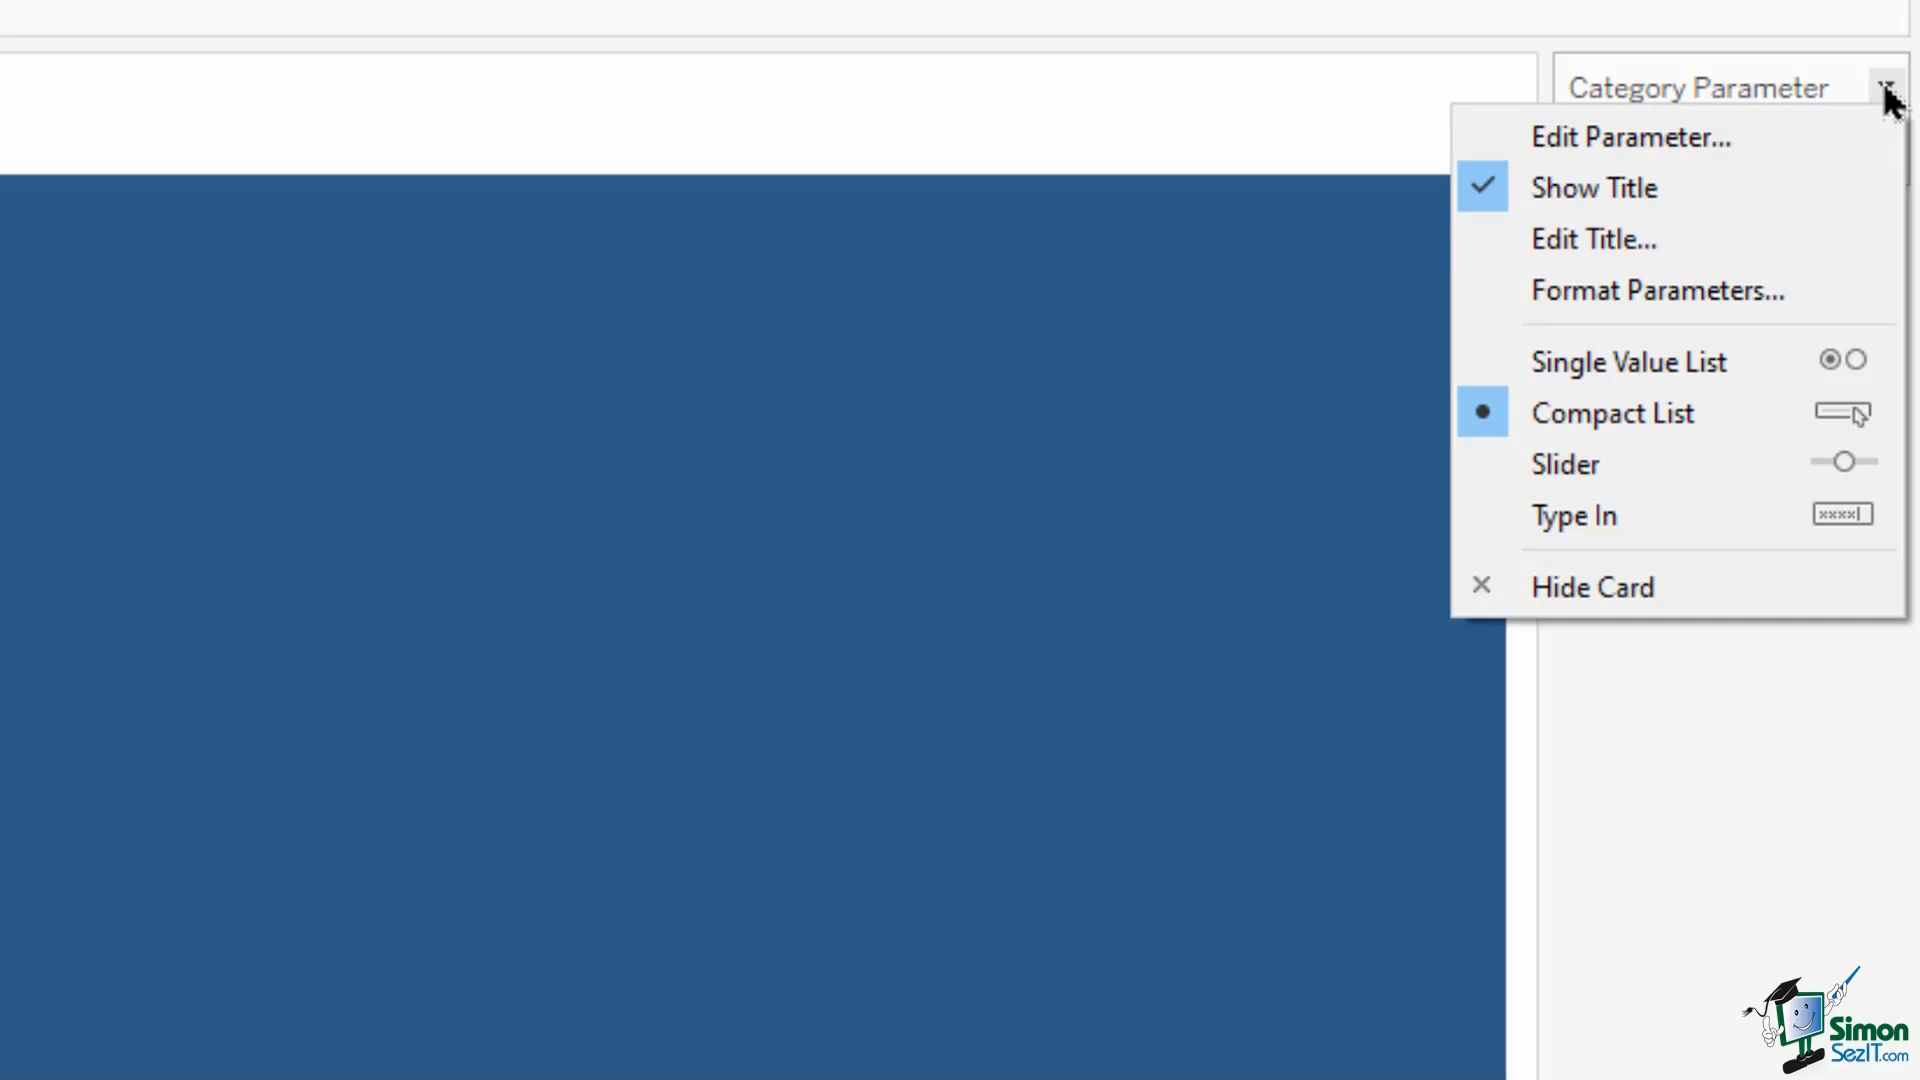 Category Parameter
Edit Parameter...
Show Title
Edit Title...
Format Parameters...
Single Value List
Compact List
Slider
Type In
xxxx
Hide Card
Simon
SezIT.com